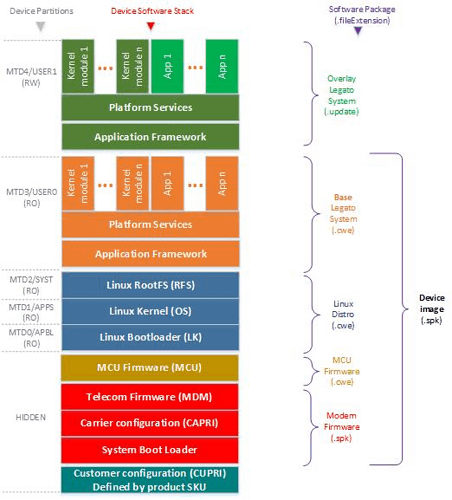 Device Partitions
Device Software Stack
Software Package
(.fileExtension)
MTD4/USER1
(RW)
Kernel
module 1
...
Kernel
module n
App 1
...
App n
Platform Services
Application Framework
Overlay
Legato
System
(.update)
MTD3/USER0
(RO)
Kernel
module 1
...
Kernel
module n
App 1
...
App n
Platform Services
Application Framework
Base
Legato
System
(.cwe)
MTD2/SYST
(RO)
Linux RootFS (RFS)
MTD1/APPS
(RO)
Linux Kernel (OS)
MTD0/APBL
(RO)
Linux Bootloader (LK)
Linux
Distro
(.cwe)
Device
image
(.spk)
HIDDEN
MCU Firmware (MCU)
MCU
Firmware
(.cwe)
Telecom Firmware (MDM)
Carrier configuration (CAPRI)
System Boot Loader
Modem
Firmware
(.spk)
Customer configuration (CUPRI)
Defined by product SKU